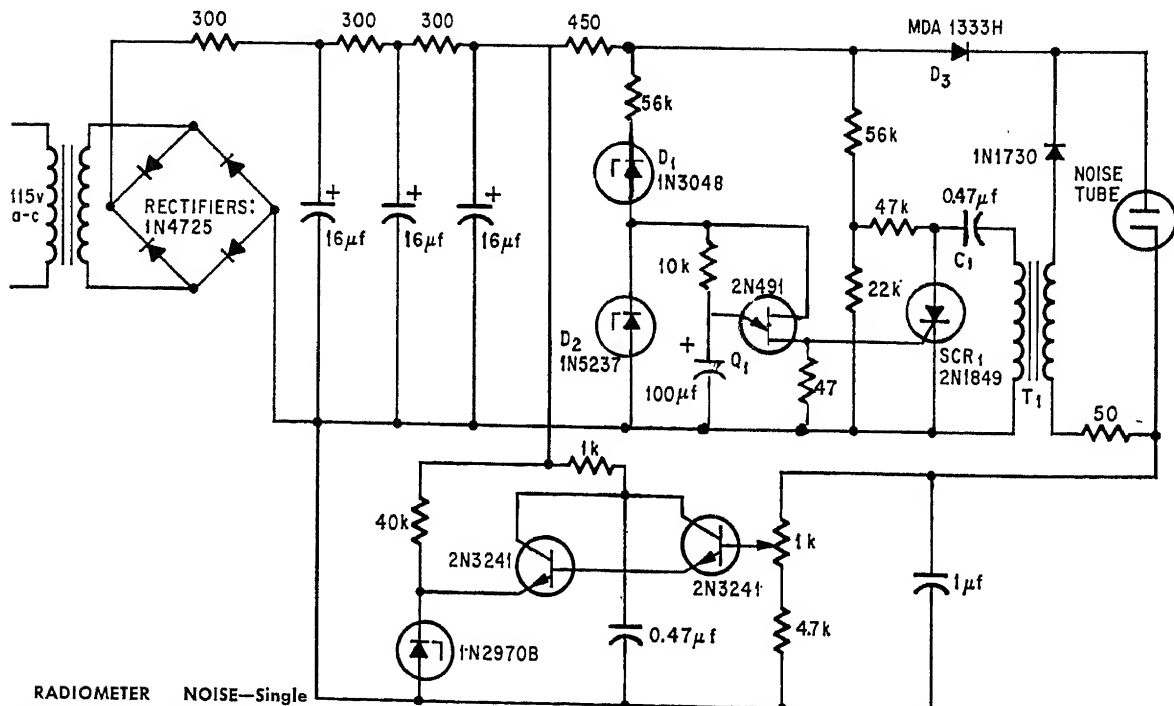 300
300
300
450
MDA 1333H
D3
56k
D1
1N3048
56k
1N1730
NOISE
TUBE
115v
a-c
RECTIFIERS:
1N4725
+
16μf
+
16μf
+
16μf
10k
2N491
47k
0.47μf
C1
22k
D2
1N5237
+
100μf
Q1
47
SCR1
2N1849
T1
50
1k
40k
2N3241
2N3241
1k
1μf
1N2970B
0.47μf
4.7k
RADIOMETER NOISE—Single